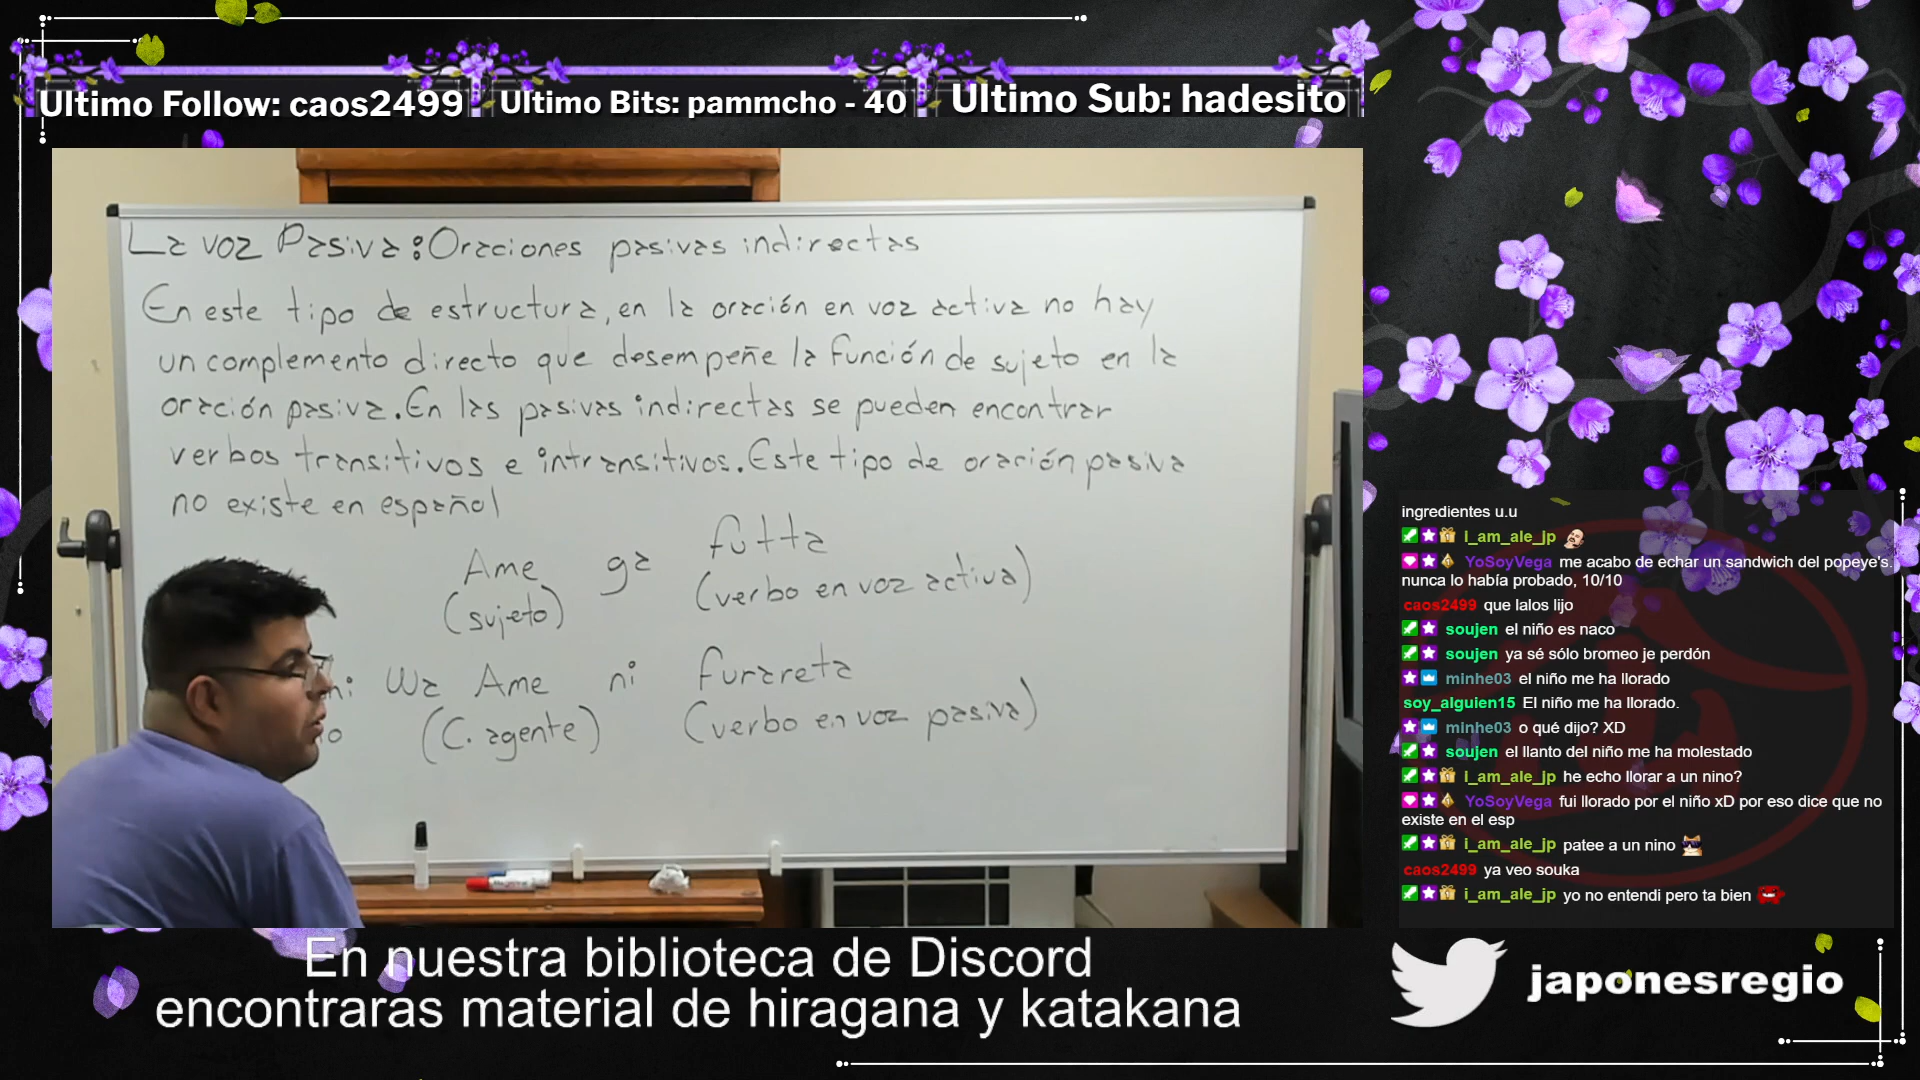 Ultimo Follow: caos2499
Ultimo Bits: pammcho - 40
Ultimo Sub: hadesito
La voz Pasiva: Oraciones pasivas indirectas
En este tipo de estructura, en la oración en voz activa no hay
un complemento directo que desempeñe la función de sujeto en la
oración pasiva. En las pasivas indirectas se pueden encontrar
verbos transitivos e intransitivos. Este tipo de oración pasiva
no existe en español
Ame ga futta
(sujeto) (verbo en voz activa)
wa Ame ni furareta
(C. agente) (verbo en voz pasiva)
ingredientes u.u
i_am_ale_jp
YoSoyVega me acabo de echar un sandwich del popeye's.
nunca lo había probado, 10/10
caos2499 que lalos lijo
soujen el niño es naco
soujen ya sé sólo bromeo je perdón
minhe03 el niño me ha llorado
soy_alguien15 El niño me ha llorado.
minhe03 o qué dijo? XD
soujen el llanto del niño me ha molestado
i_am_ale_jp he echo llorar a un nino?
YoSoyVega fui llorado por el niño xD por eso dice que no
existe en el esp
i_am_ale_jp patee a un nino
caos2499 ya veo souka
i_am_ale_jp yo no entendi pero ta bien
En nuestra biblioteca de Discord
encontraras material de hiragana y katakana
japonesregio